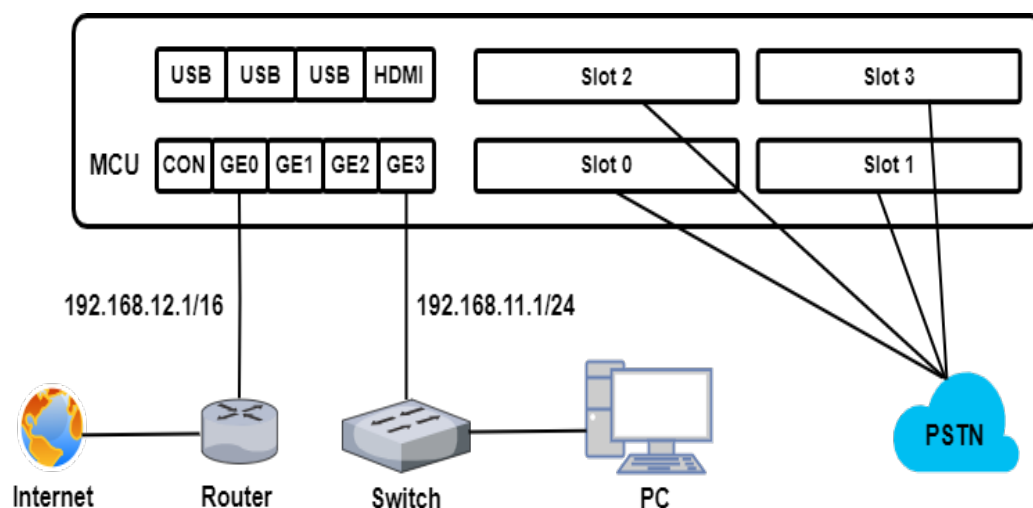 USB USB USB HDMI Slot 2 Slot 3
MCU CON GE0 GE1 GE2 GE3 Slot 0 Slot 1
192.168.12.1/16 192.168.11.1/24
PSTN
Internet Router Switch PC